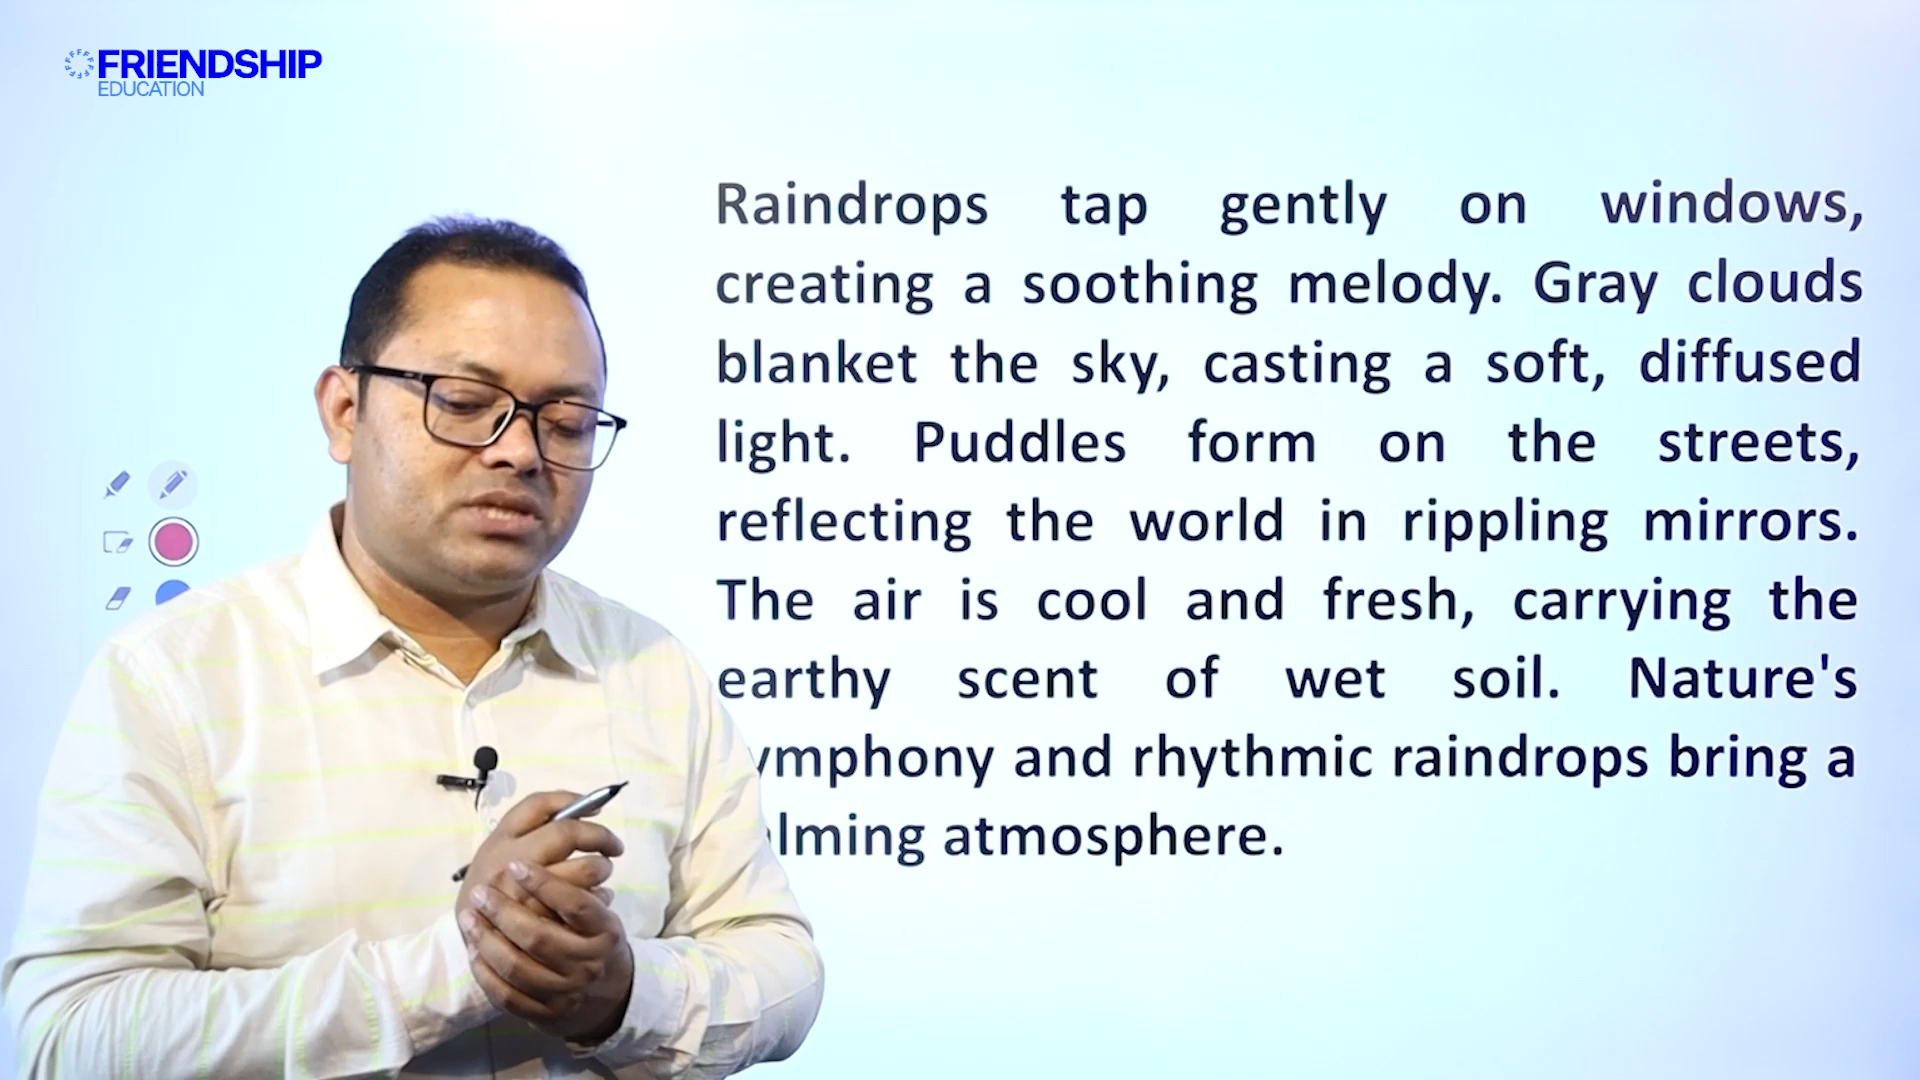 FRIENDSHIP
EDUCATION
Raindrops tap gently on windows,
creating a soothing melody. Gray clouds
blanket the sky, casting a soft, diffused
light. Puddles form on the streets,
reflecting the world in rippling mirrors.
The air is cool and fresh, carrying the
earthy scent of wet soil. Nature's
ymphony and rhythmic raindrops bring a
lming atmosphere.